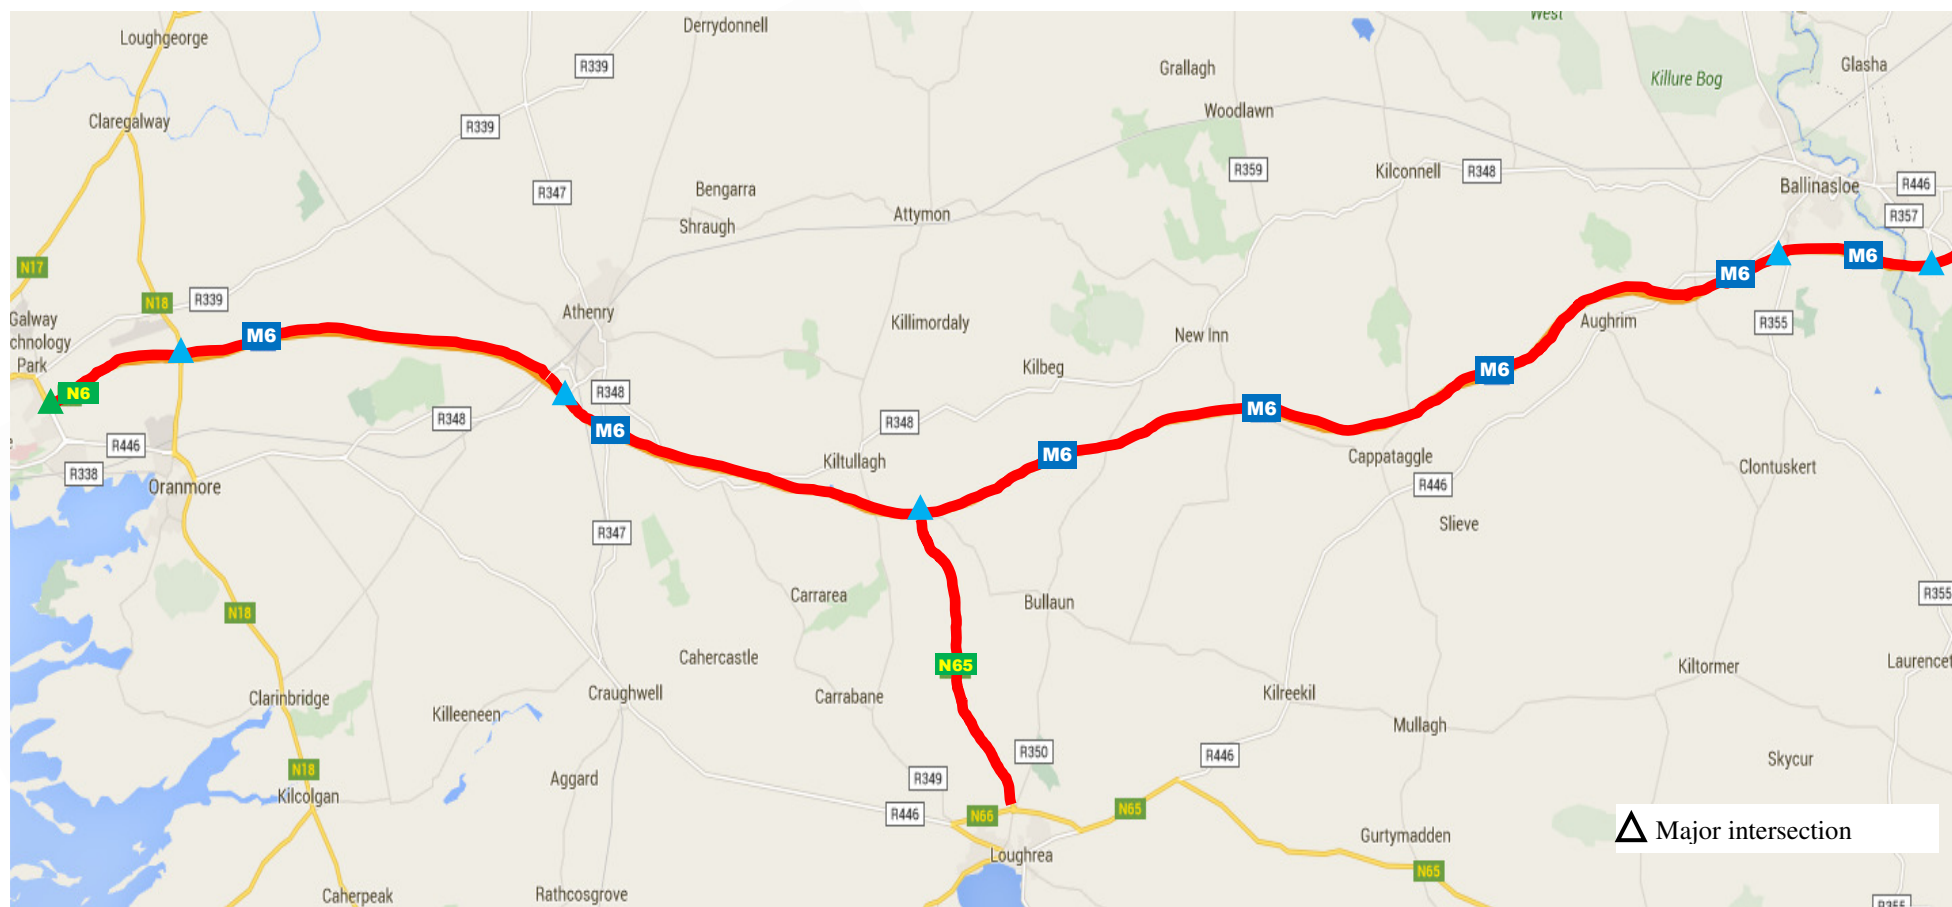 West
Derrydonnell
Loughgeorge
Glasha
R339
Grallagh
Killure Bog
Woodlawn
Claregalway
R339
R359
Kilconnell
R348
Ballinasloe
R446
R347
Bengarra
Attymon
R357
Shraugh
N17
M6
M6
N18
R339
Galway
chnology
Park
Athenry
Killimordaly
Aughrim
R355
M6
New Inn
Kilbeg
M6
N6
R348
M6
R348
R348
M6
R446
M6
Kiltullagh
Cappataggle
Clontuskert
R338
Oranmore
R446
R347
Slieve
Carrarea
Bullaun
R355
N18
Cahercastle
N65
Kiltormer
Laurencet
Clarinbridge
Craughwell
Carrabane
Kilreekil
Killeeneen
Mullagh
R350
R446
Skycur
N18
Aggard
R349
Kilcolgan
R446
N66
N65
Major intersection
Gurtymadden
Loughrea
N65
Caherpeak
Rathcosgrove
R355